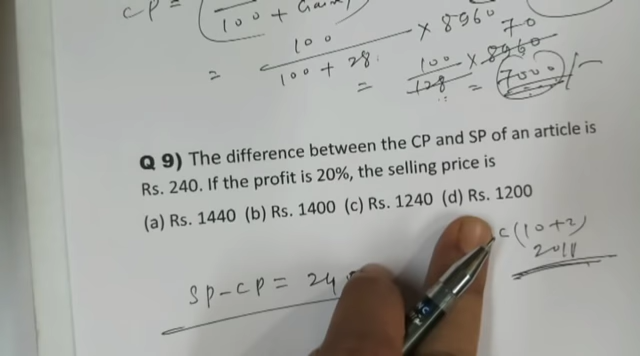 CP =
100 + Gain
= 100 / 100 + 28 × 8960
= 100 / 128 × 8960 70 = 7000/-
Q 9) The difference between the CP and SP of an article is
Rs. 240. If the profit is 20%, the selling price is
(a) Rs. 1440 (b) Rs. 1400 (c) Rs. 1240 (d) Rs. 1200
C (10+2)
2011
SP-CP = 24